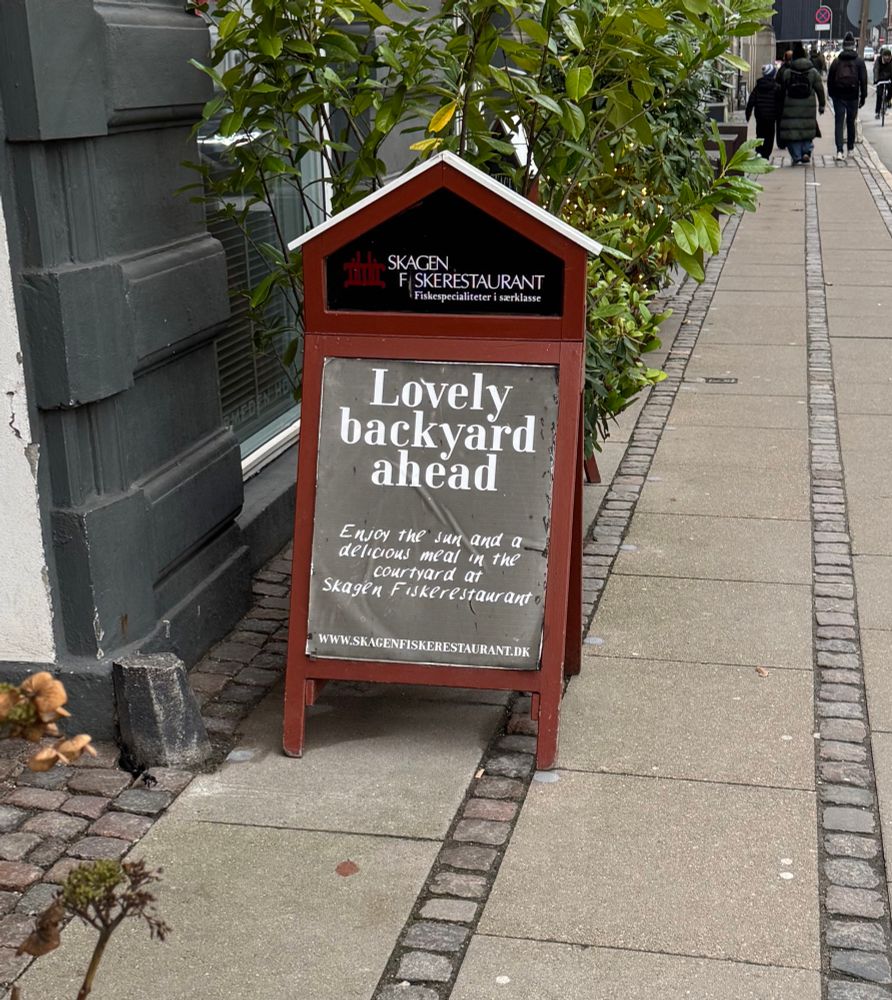 SKAGEN
F SKERESTAURANT
Fiskespecialiteter i særklasse
Lovely
backyard
ahead
Enjoy the sun and a
delicious meal in the
courtyard at
Skagen Fiskerestaurant
WWW.SKAGENFISKERESTAURANT.DK